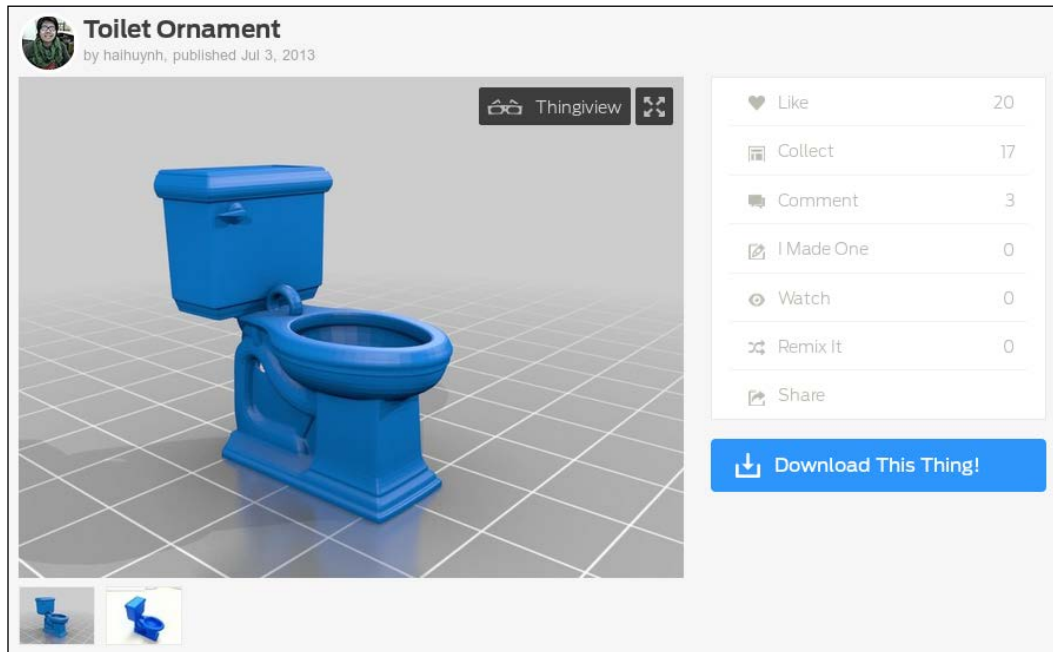 Toilet Ornament
by haihuynh, published Jul 3, 2013
Thingiview
Like 20
Collect 17
Comment 3
I Made One 0
Watch 0
Remix It 0
Share
Download This Thing!